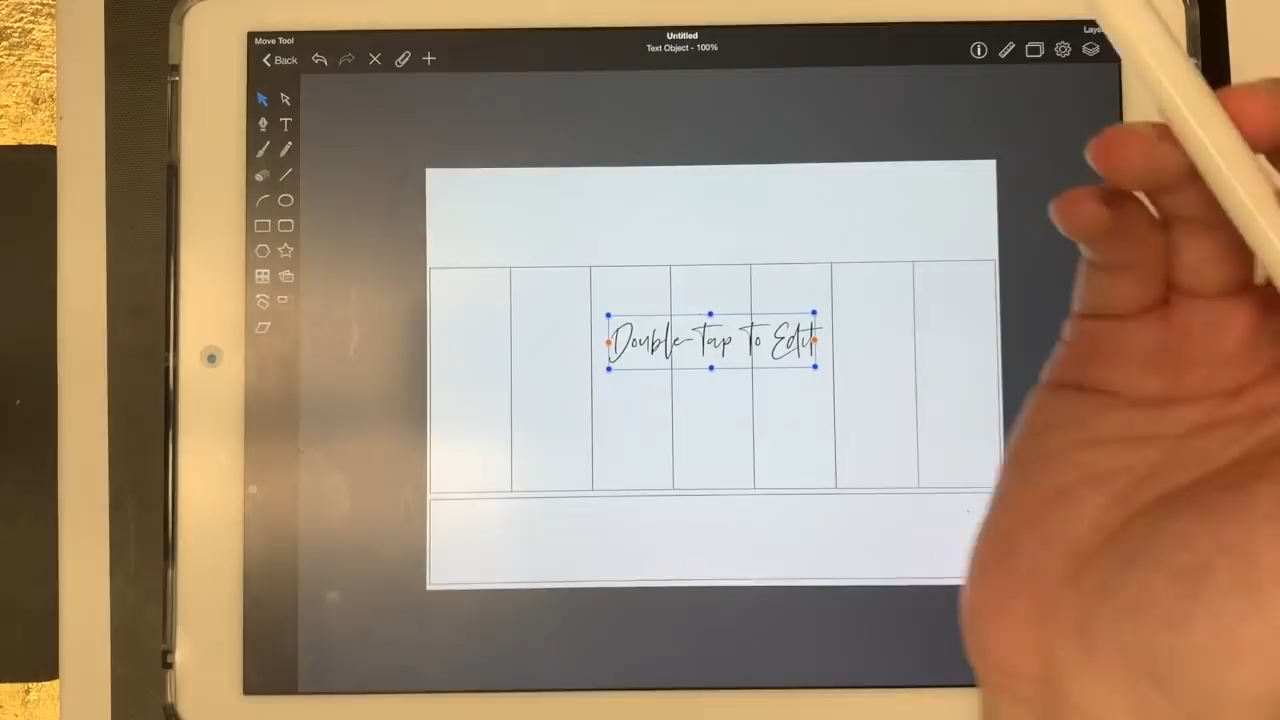 Move Tool
Untitled
Back
Text Object - 100%
Double-Tap To Edit